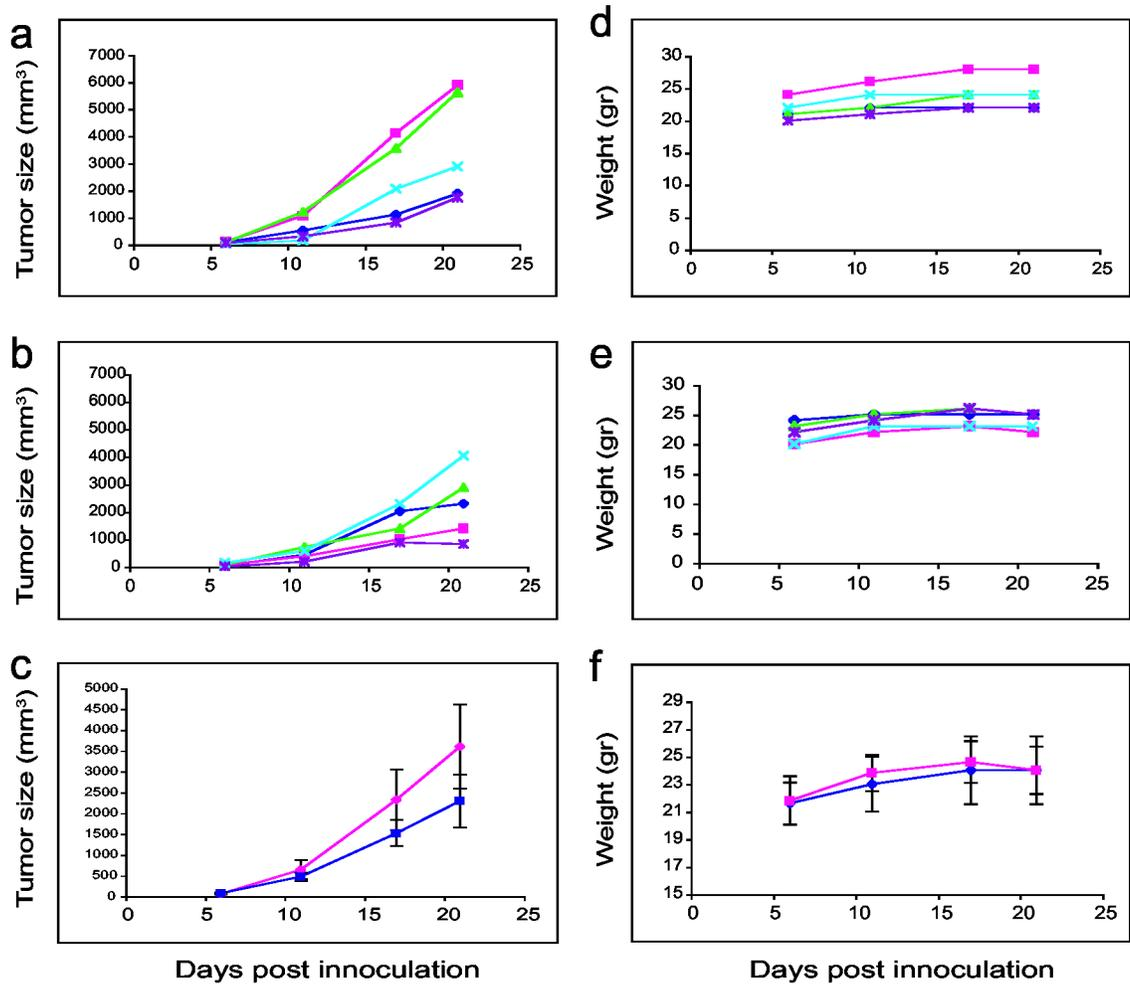 a
Tumor size (mm³)
7000
6000
5000
4000
3000
2000
1000
0
0 5 10 15 20 25
d
Weight (gr)
30
25
20
15
10
5
0
0 5 10 15 20 25
b
Tumor size (mm³)
7000
6000
5000
4000
3000
2000
1000
0
0 5 10 15 20 25
e
Weight (gr)
30
25
20
15
10
5
0
0 5 10 15 20 25
c
Tumor size (mm³)
5000
4500
4000
3500
3000
2500
2000
1500
1000
500
0
0 5 10 15 20 25
Days post innoculation
f
Weight (gr)
29
27
25
23
21
19
17
15
0 5 10 15 20 25
Days post innoculation